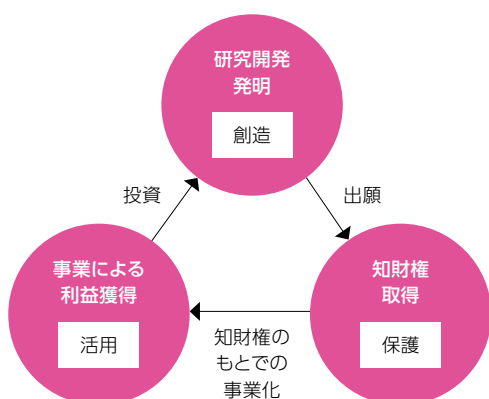 研究開発
発明
創造
投資
出願
事業による
利益獲得
活用
知財権
取得
保護
知財権の
もとでの
事業化